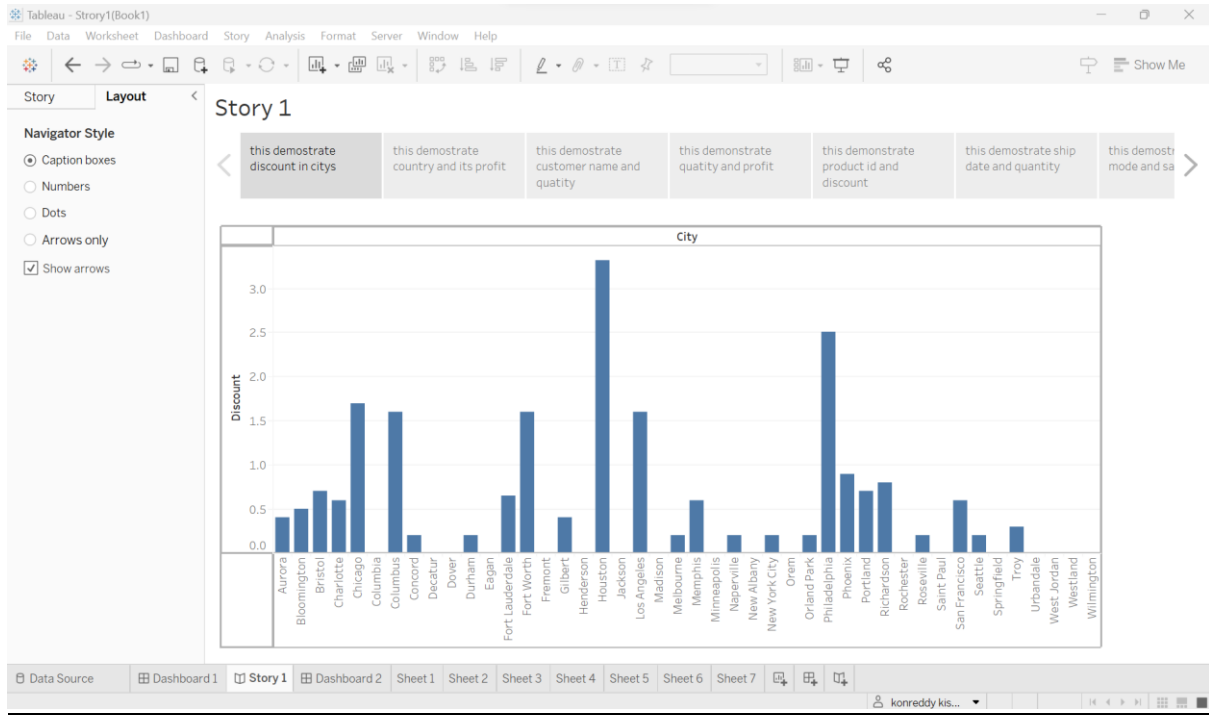 Tableau - Strory1(Book1)
File Data Worksheet Dashboard Story Analysis Format Server Window Help
Show Me
Story Layout
Story 1
Navigator Style
Caption boxes
Numbers
Dots
Arrows only
Show arrows
this demostrate
discount in citys
this demostrate
country and its profit
this demostrate
customer name and
quatity
this demonstrate
quatity and profit
this demonstrate
product id and
discount
this demostrate ship
date and quantity
this demostr
mode and sa
City
Discount
3.0
2.5
2.0
1.5
1.0
0.5
0.0
Aurora
Bloomington
Bristol
Charlotte
Chicago
Columbia
Columbus
Concord
Decatur
Dover
Durham
Eagan
Fort Lauderdale
Fort Worth
Fremont
Gilbert
Henderson
Houston
Jackson
Los Angeles
Madison
Melbourne
Memphis
Minneapolis
Naperville
New Albany
New York City
Orem
Orland Park
Philadelphia
Phoenix
Portland
Richardson
Rochester
Roseville
Saint Paul
San Francisco
Seattle
Springfield
Troy
Urbandale
West Jordan
Westland
Wilmington
Data Source Dashboard 1 Story 1 Dashboard 2 Sheet 1 Sheet 2 Sheet 3 Sheet 4 Sheet 5 Sheet 6 Sheet 7
konreddy kis...